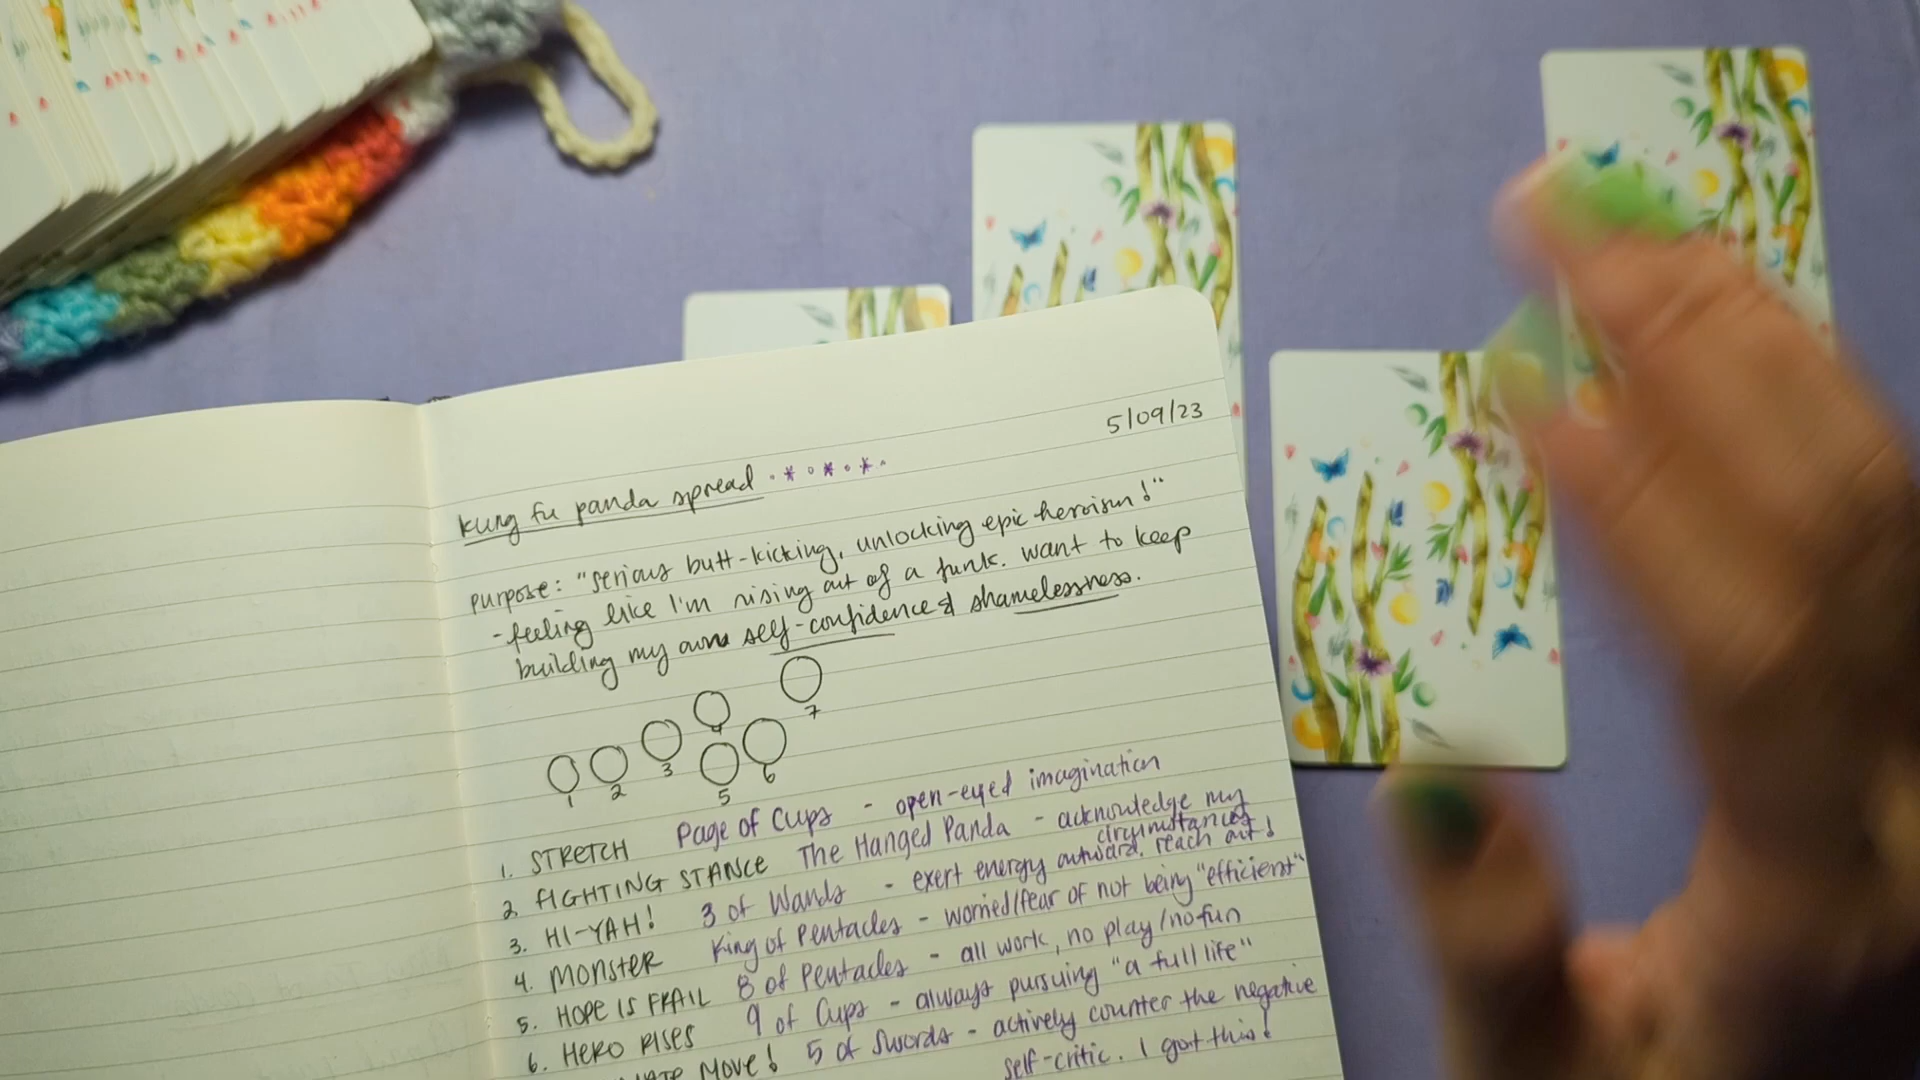 5/09/23
kung fu panda spread
purpose: "serious butt-kicking, unlocking epic heroism!"
- feeling like I'm rising out of a funk. want to keep
building my own self-confidence & shamelessness.
1 2 3 4 5 6 7
1. STRETCH Page of Cups - open-eyed imagination
2. FIGHTING STANCE The Hanged Panda - acknowledge my circumstances
3. HI-YAH! 3 of Wands - exert energy outward, reach out!
4. MONSTER King of Pentacles - worried/fear of not being "efficient"
5. HOPE IS FRAIL 8 of Pentacles - all work, no play/no fun
6. HERO RISES 9 of Cups - always pursuing "a full life"
MOVE! 5 of Swords - actively counter the negative
self-critic. I got this!